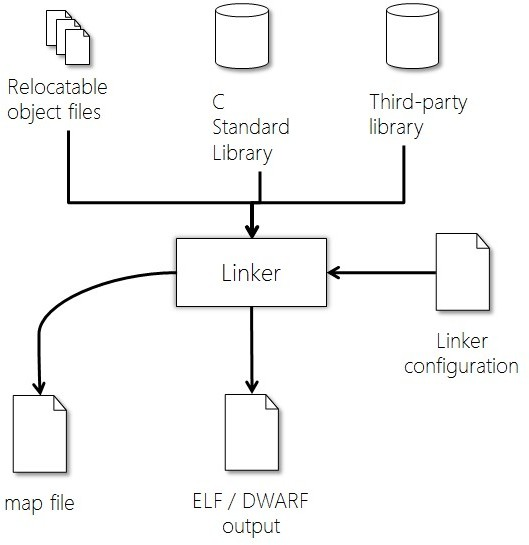 Relocatable
object files
C
Standard
Library
Third-party
library
Linker
Linker
configuration
map file
ELF / DWARF
output